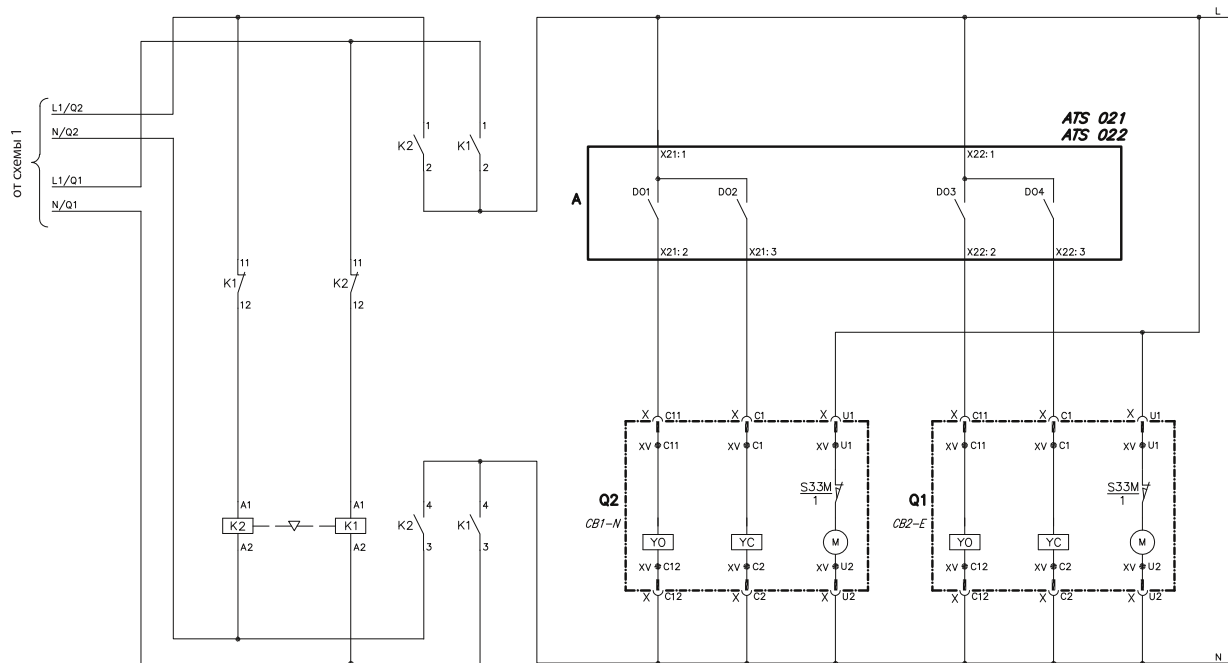 L
L1/Q2
N/Q2
L1/Q1
N/Q1
от схемы 1
1
1
K2
K1
2
2
ATS 021
ATS 022
X21:1
X22:1
A
DO1
DO2
DO3
DO4
X21:2
X21:3
X22:2
X22:3
11
11
K1
K2
12
12
X C11
X C1
X U1
X C11
X C1
X U1
XV C11
XV C1
XV U1
XV C11
XV C1
XV U1
Q2
CB1-N
S33M
1
Q1
CB2-E
S33M
1
A1
A1
4
4
K2
K1
K2
K1
A2
A2
3
3
YO
YC
M
YO
YC
M
XV C12
XV C2
XV U2
XV C12
XV C2
XV U2
X C12
X C2
X U2
X C12
X C2
X U2
N